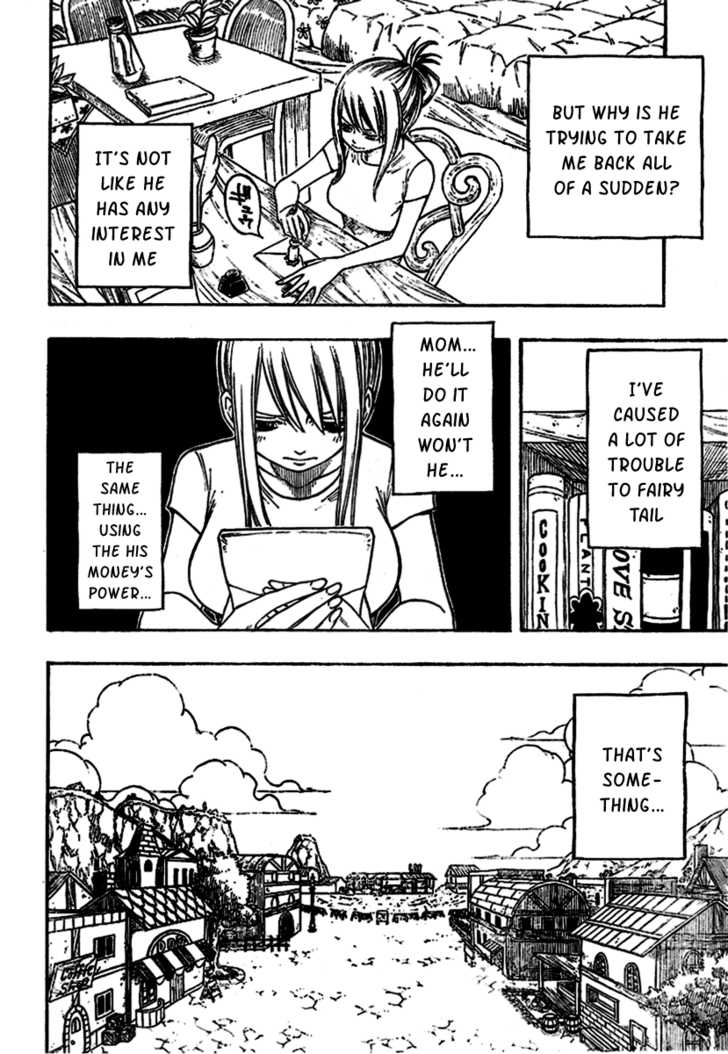 BUT WHY IS HE
TRYING TO TAKE
ME BACK ALL
OF A SUDDEN?
IT'S NOT
LIKE HE
HAS ANY
INTEREST
IN ME
I'VE
CAUSED
A LOT OF
TROUBLE
TO FAIRY
TAIL
COOKIN
PLANT
LOVE S
MOM...
HE'LL
DO IT
AGAIN
WON'T
HE...
THE
SAME
THING...
USING
THE HIS
MONEY'S
POWER...
THAT'S
SOME-
THING...